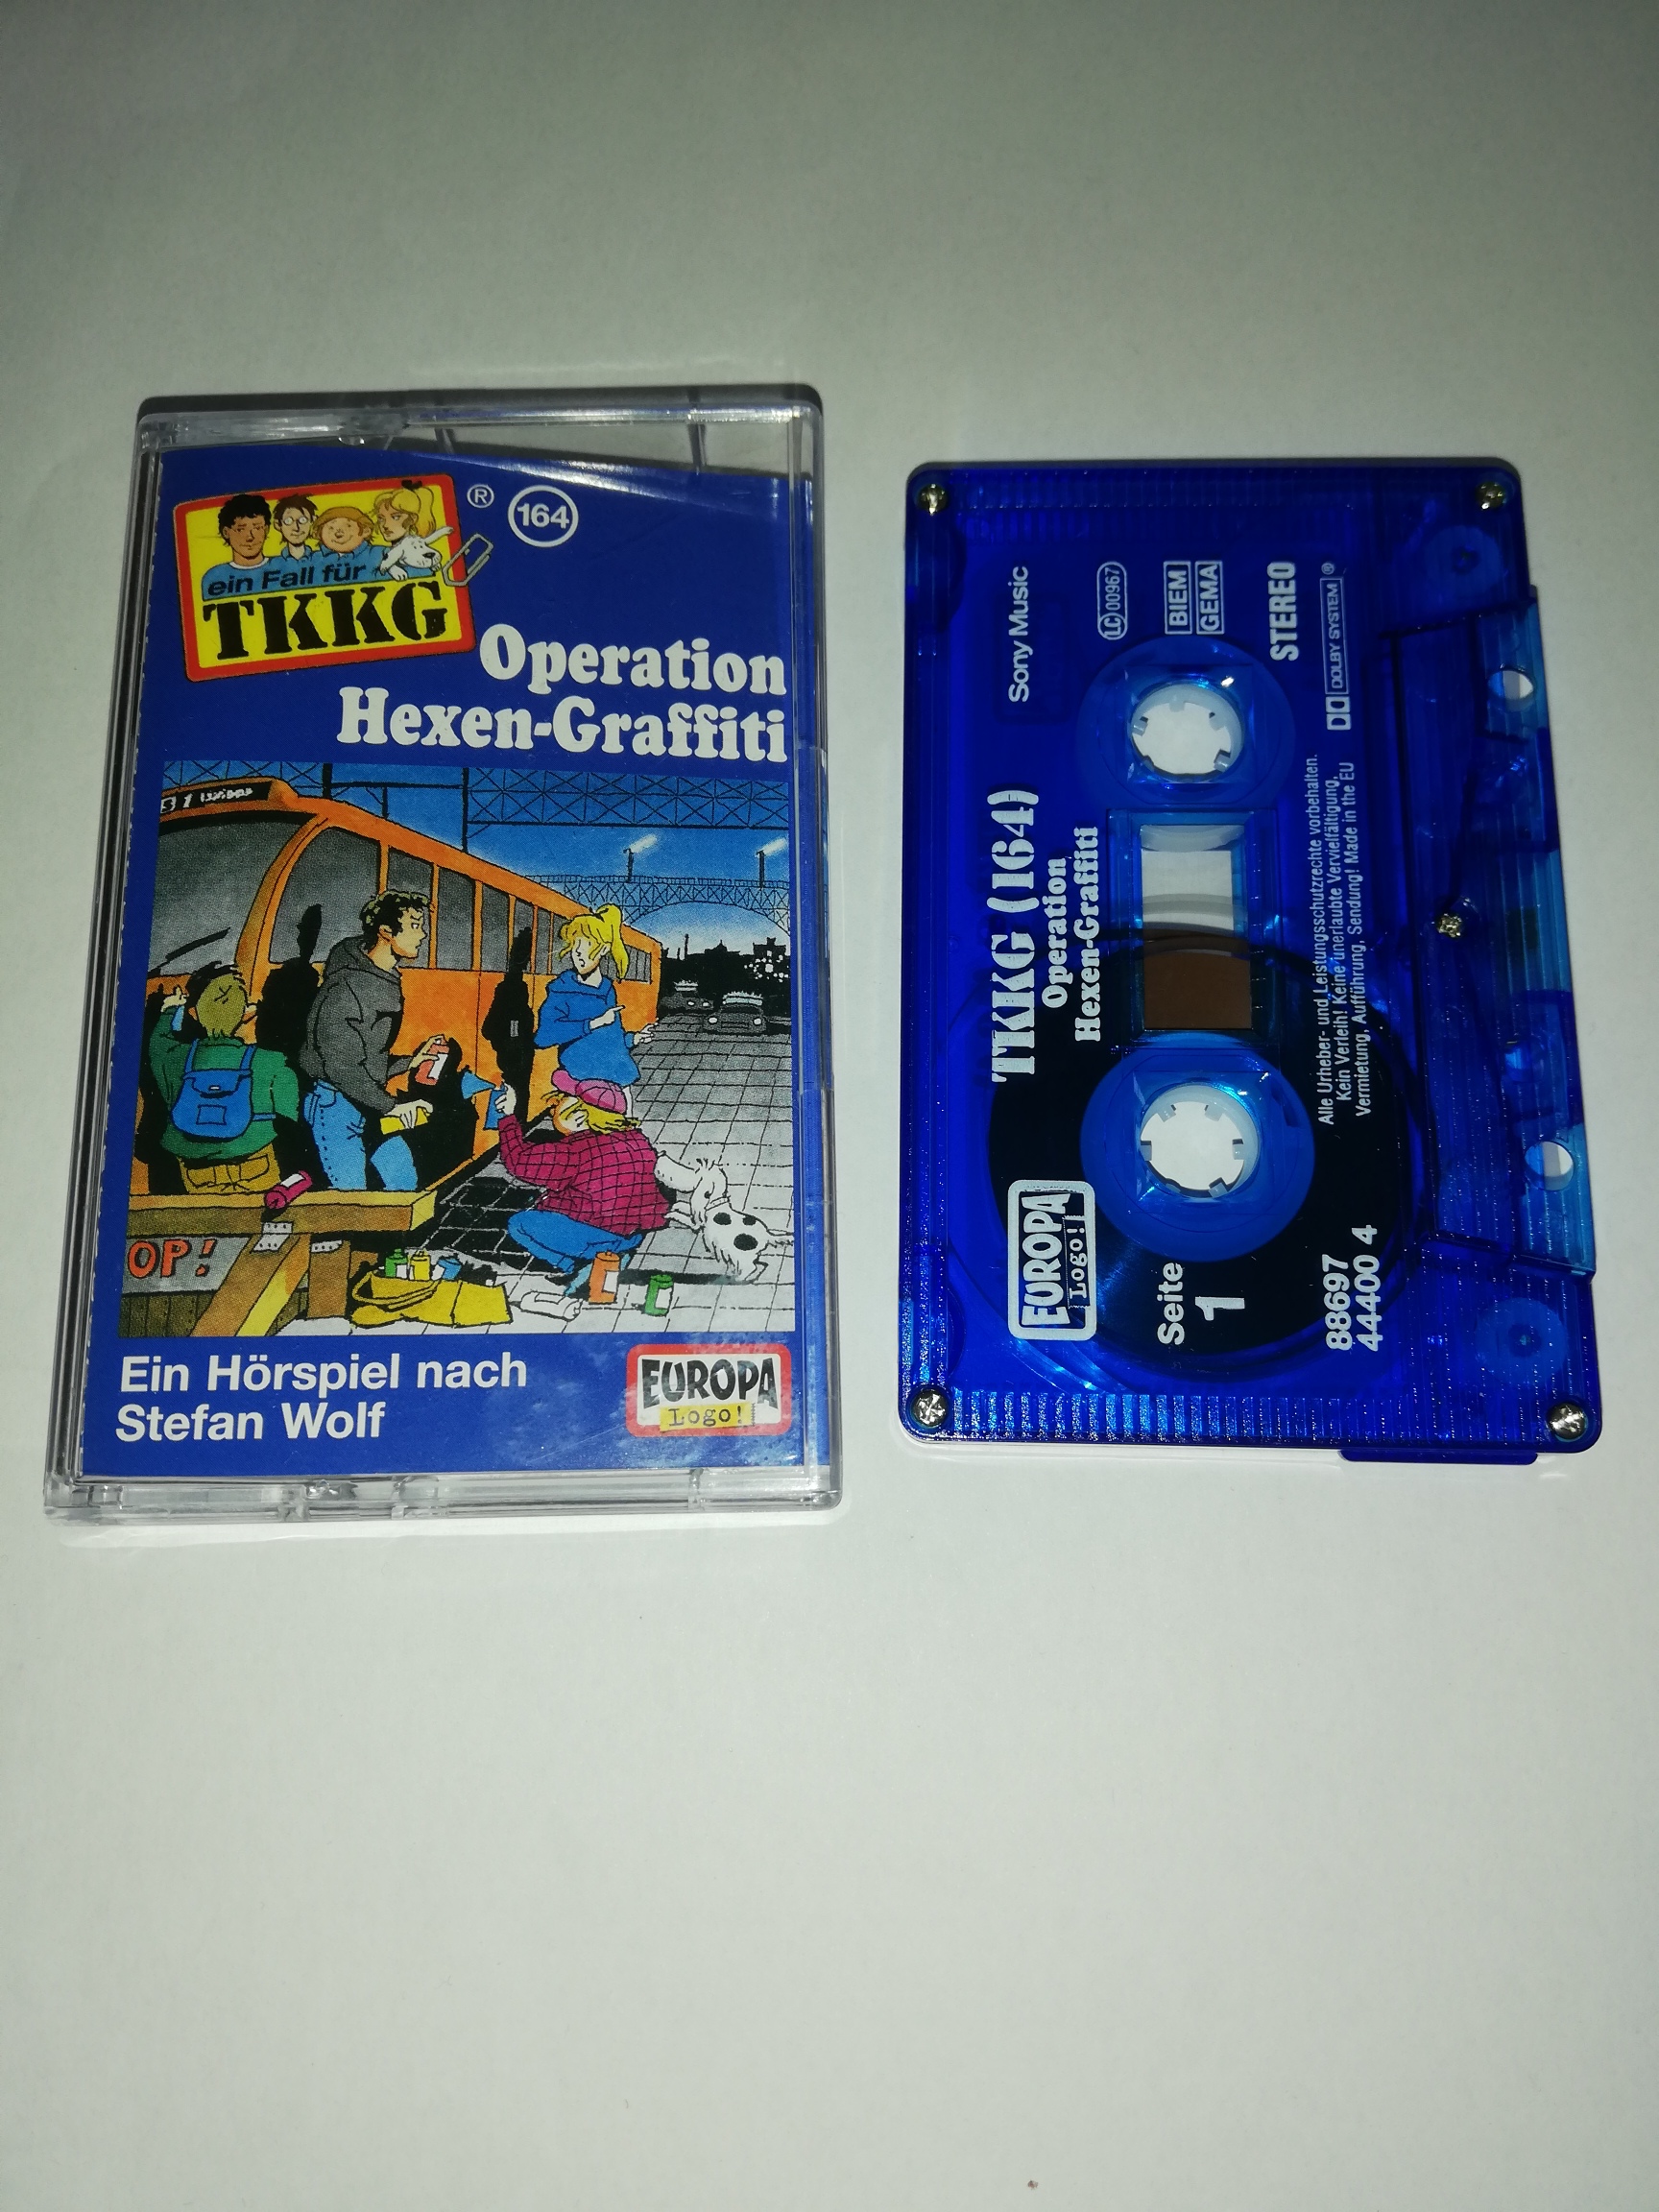 ein Fall für
TKKG
®
164
Operation
Hexen-Graffiti
OP!
Ein Hörspiel nach
Stefan Wolf
EUROPA
Logo!
Sony Music
LC 00967
BIEM
GEMA
STEREO
DOLBY SYSTEM®
TKKG (164)
Operation
Hexen-Graffiti
Alle Urheber- und Leistungsschutzrechte vorbehalten.
Kein Verleih! Keine unerlaubte Vervielfältigung,
Vermietung, Aufführung, Sendung! Made in the EU
EUROPA
Logo!
Seite
1
88697
44400 4